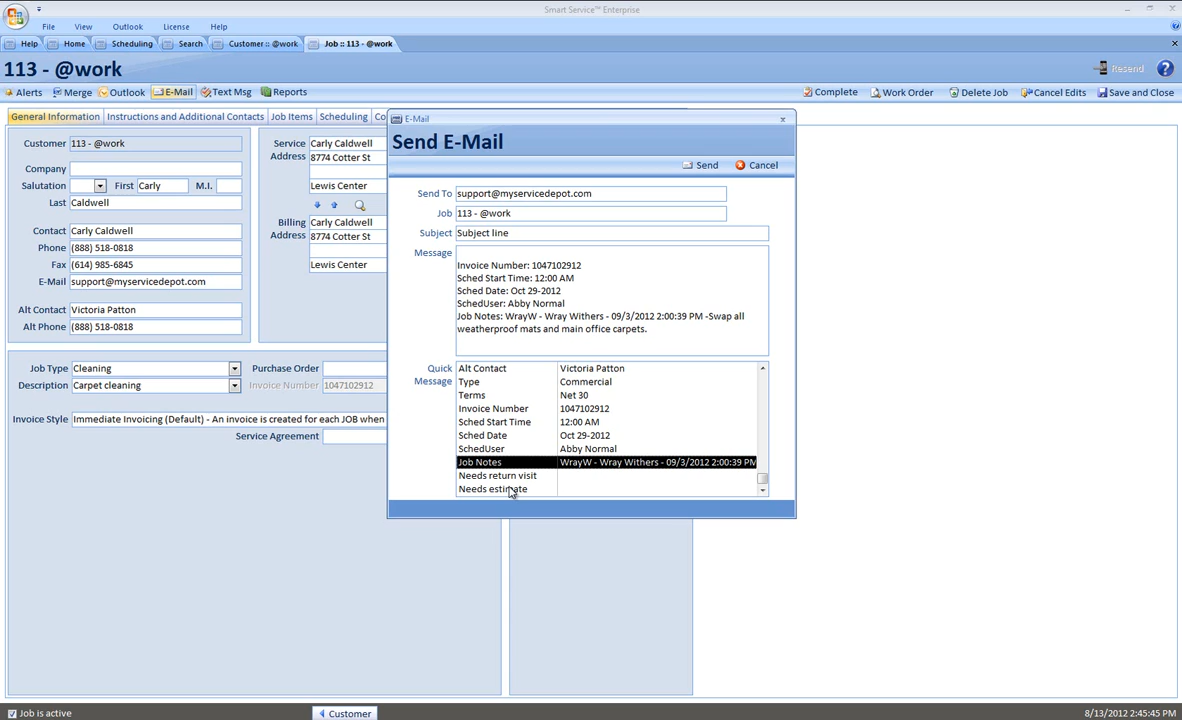 Smart Service™ Enterprise
File View Outlook License Help
Help Home Scheduling Search Customer :: @work Job :: 113 - @work
113 - @work
Resend
Alerts Merge Outlook E-Mail Text Msg Reports Complete Work Order Delete Job Cancel Edits Save and Close
General Information Instructions and Additional Contacts Job Items Scheduling Co
Customer 113 - @work
Company
Salutation First Carly M.I.
Last Caldwell
Contact Carly Caldwell
Phone (888) 518-0818
Fax (614) 985-6845
E-Mail support@myservicedepot.com
Alt Contact Victoria Patton
Alt Phone (888) 518-0818
Service Address
Carly Caldwell
8774 Cotter St
Lewis Center
Billing Address
Carly Caldwell
8774 Cotter St
Lewis Center
Job Type Cleaning Purchase Order
Description Carpet cleaning Invoice Number 1047102912
Invoice Style Immediate Invoicing (Default) - An invoice is created for each JOB when
Service Agreement
E-Mail
Send E-Mail
Send Cancel
Send To support@myservicedepot.com
Job 113 - @work
Subject Subject line
Message
Invoice Number: 1047102912
Sched Start Time: 12:00 AM
Sched Date: Oct 29-2012
SchedUser: Abby Normal
Job Notes: WrayW - Wray Withers - 09/3/2012 2:00:39 PM -Swap all
weatherproof mats and main office carpets.
Quick Message
Alt Contact Victoria Patton
Type Commercial
Terms Net 30
Invoice Number 1047102912
Sched Start Time 12:00 AM
Sched Date Oct 29-2012
SchedUser Abby Normal
Job Notes WrayW - Wray Withers - 09/3/2012 2:00:39 PM
Needs return visit
Needs estimate
Job is active Customer 8/13/2012 2:45:45 PM